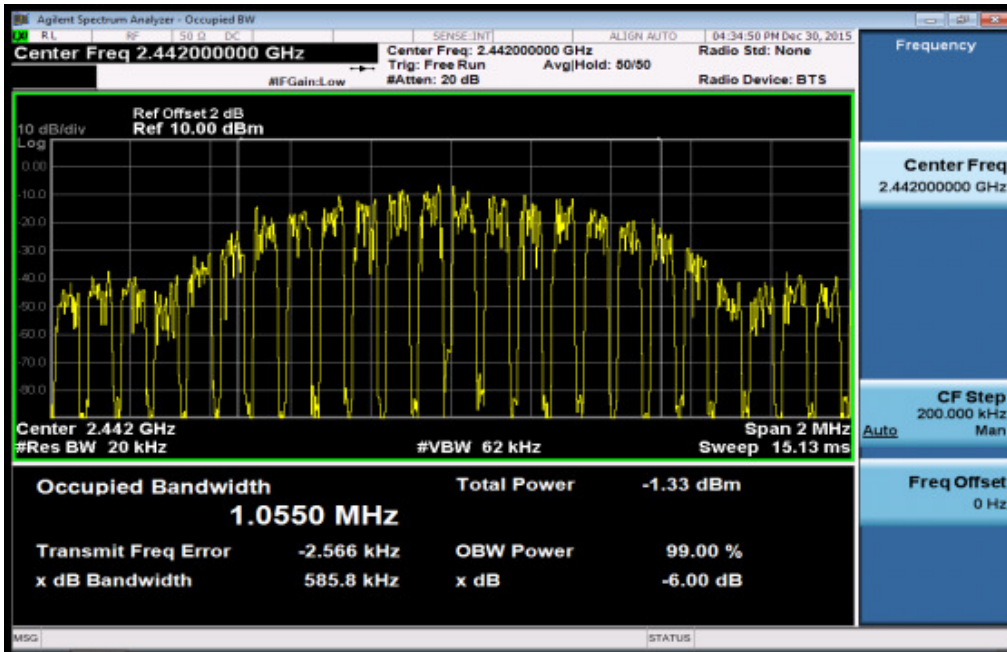 Agilent Spectrum Analyzer - Occupied BW
RL RF 50 Ω DC SENSE:INT ALIGN AUTO 04:34:50 PM Dec 30, 2015
Center Freq 2.442000000 GHz
Center Freq: 2.442000000 GHz
Radio Std: None
Trig: Free Run Avg|Hold: 50/50
#IFGain:Low
#Atten: 20 dB
Radio Device: BTS
Ref Offset 2 dB
10 dB/div Ref 10.00 dBm
Log
0.00
-10.0
-20.0
-30.0
-40.0
-50.0
-60.0
-70.0
-80.0
Center 2.442 GHz Span 2 MHz
#Res BW 20 kHz #VBW 62 kHz Sweep 15.13 ms
Occupied Bandwidth Total Power -1.33 dBm
1.0550 MHz
Transmit Freq Error -2.566 kHz OBW Power 99.00 %
x dB Bandwidth 585.8 kHz x dB -6.00 dB
MSG STATUS
Frequency
Center Freq
2.442000000 GHz
CF Step
200.000 kHz
Auto Man
Freq Offset
0 Hz